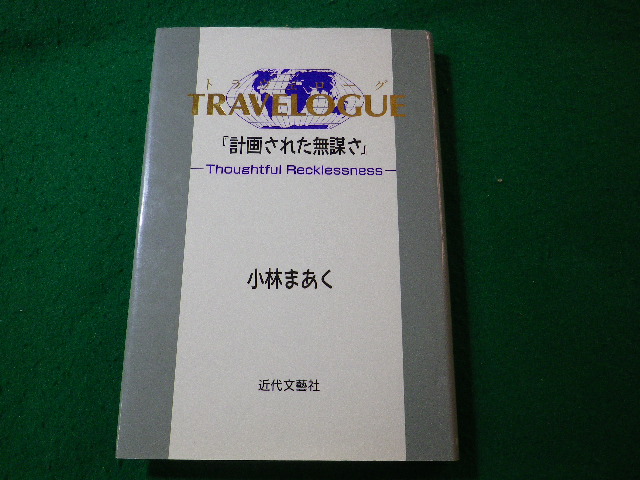 トラベローグ
TRAVELOGUE
「計画された無謀さ」
—Thoughtful Recklessness—
小林まあく
近代文藝社